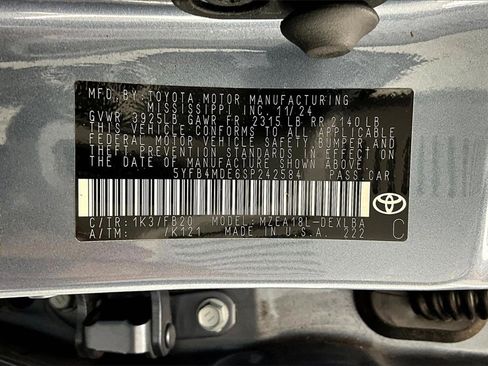 MFD.BY:TOYOTA MOTOR MANUFACTURING
MISSISSIPPI INC. 11/24
GVWR 3925LB GAWR FR 2315LB RR 2140LB
THIS VEHICLE CONFORMS TO ALL APPLICABLE
FEDERAL MOTOR VEHICLE SAFETY, BUMPER, AND
THEFT PREVENTION STANDARDS IN EFFECT ON
THE DATE OF MANUFACTURE SHOWN ABOVE.
5YFB4MDE6SP242584 PASS.CAR
C/TR: 1K3/FB20 MODEL: MZEA18L-DEXLBA
A/TM: /K121 MADE IN U.S.A. 222 C